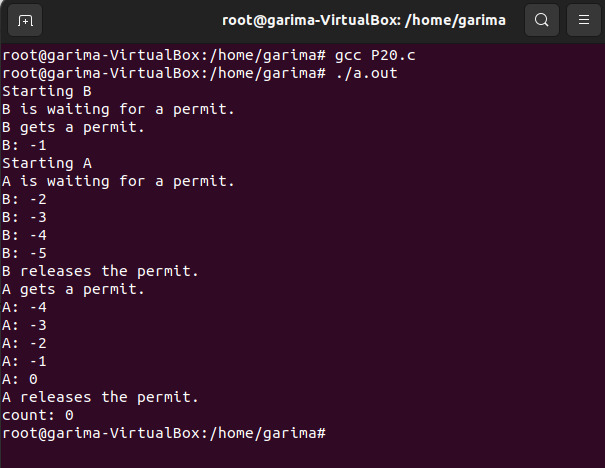 root@garima-VirtualBox: /home/garima
root@garima-VirtualBox:/home/garima# gcc P20.c
root@garima-VirtualBox:/home/garima# ./a.out
Starting B
B is waiting for a permit.
B gets a permit.
B: -1
Starting A
A is waiting for a permit.
B: -2
B: -3
B: -4
B: -5
B releases the permit.
A gets a permit.
A: -4
A: -3
A: -2
A: -1
A: 0
A releases the permit.
count: 0
root@garima-VirtualBox:/home/garima#